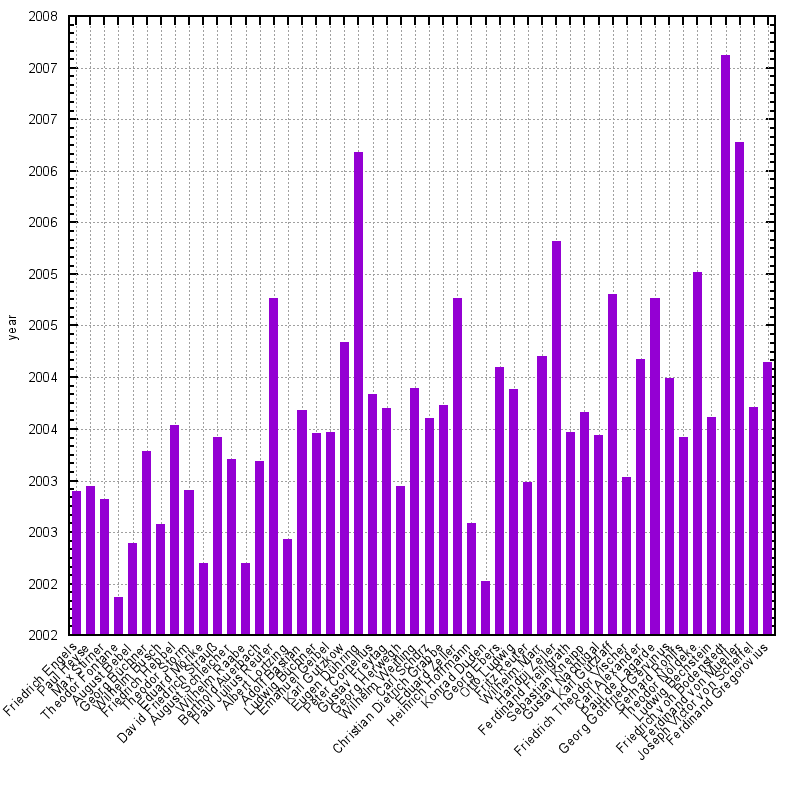 2008
2007
2007
2006
2006
2005
2005
2004
2004
2003
2003
2002
2002
year
Friedrich Engels
Paul Heyse
Max Stirner
Theodor Fontane
August Bebel
Georg Büchner
Wilhelm Busch
Friedrich Hebbel
Theodor Storm
Eduard Mörike
David Friedrich Strauß
August Schleicher
Wilhelm Raabe
Berthold Auerbach
Paul Julius Reuter
Albert Lortzing
Adolf Bastian
Ludwig Büchner
Emanuel Geibel
Karl Gutzkow
Eugen Dühring
Peter Cornelius
Gustav Freytag
Georg Herwegh
Wilhelm Weitling
Carl Schurz
Christian Dietrich Grabbe
Eduard Zeller
Heinrich Hoffmann
Konrad Duden
Georg Ebers
Otto Ludwig
Fritz Reuter
Wilhelm Marr
Zeller
Ferdinand Freiligrath
Sebastian Kneipp
Gustav Nachtigal
Karl Gützlaff
Friedrich Theodor Vischer
Carl Alexander
Paul de Lagarde
Georg Gottfried Gervinus
Gerhard Rohlfs
Goedeke
Ludwig Bechstein
Friedrich von Bodenstedt
Ferdinand von Mueller
Joseph Victor von Scheffel
Ferdinand Gregorovius